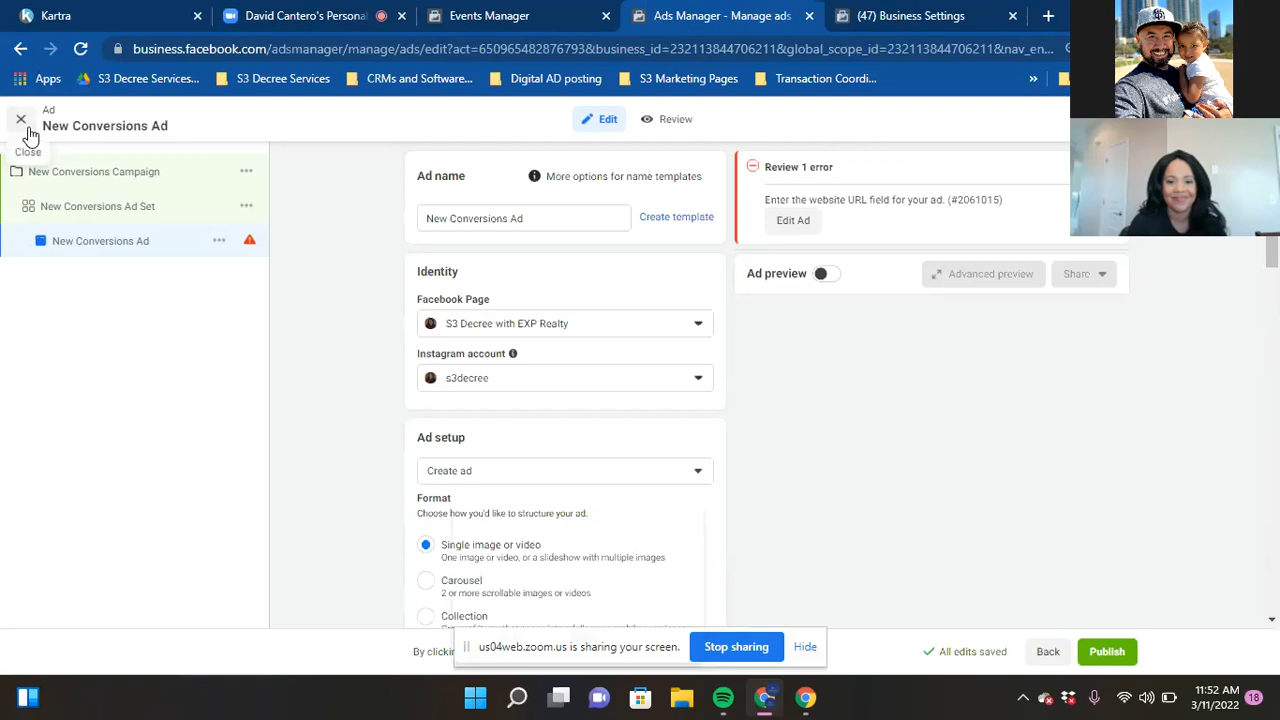 Kartra
David Cantero's Personal
Events Manager
Ads Manager - Manage ads
(47) Business Settings
business.facebook.com/adsmanager/manage/ads/edit?act=650965482876793&business_id=232113844706211&global_scope_id=232113844706211&nav_en...
Apps
S3 Decree Services...
S3 Decree Services
CRMs and Software...
Digital AD posting
S3 Marketing Pages
Transaction Coordi...
»
Ad
New Conversions Ad
Close
Edit
Review
New Conversions Campaign
New Conversions Ad Set
New Conversions Ad
Ad name
More options for name templates
New Conversions Ad
Create template
Identity
Facebook Page
S3 Decree with EXP Realty
Instagram account
s3decree
Ad setup
Create ad
Format
Choose how you'd like to structure your ad.
Single image or video
One image or video, or a slideshow with multiple images
Carousel
2 or more scrollable images or videos
Collection
Review 1 error
Enter the website URL field for your ad. (#2061015)
Edit Ad
Ad preview
Advanced preview
Share
By clickin
us04web.zoom.us is sharing your screen.
Stop sharing
Hide
All edits saved
Back
Publish
11:52 AM
3/11/2022
18